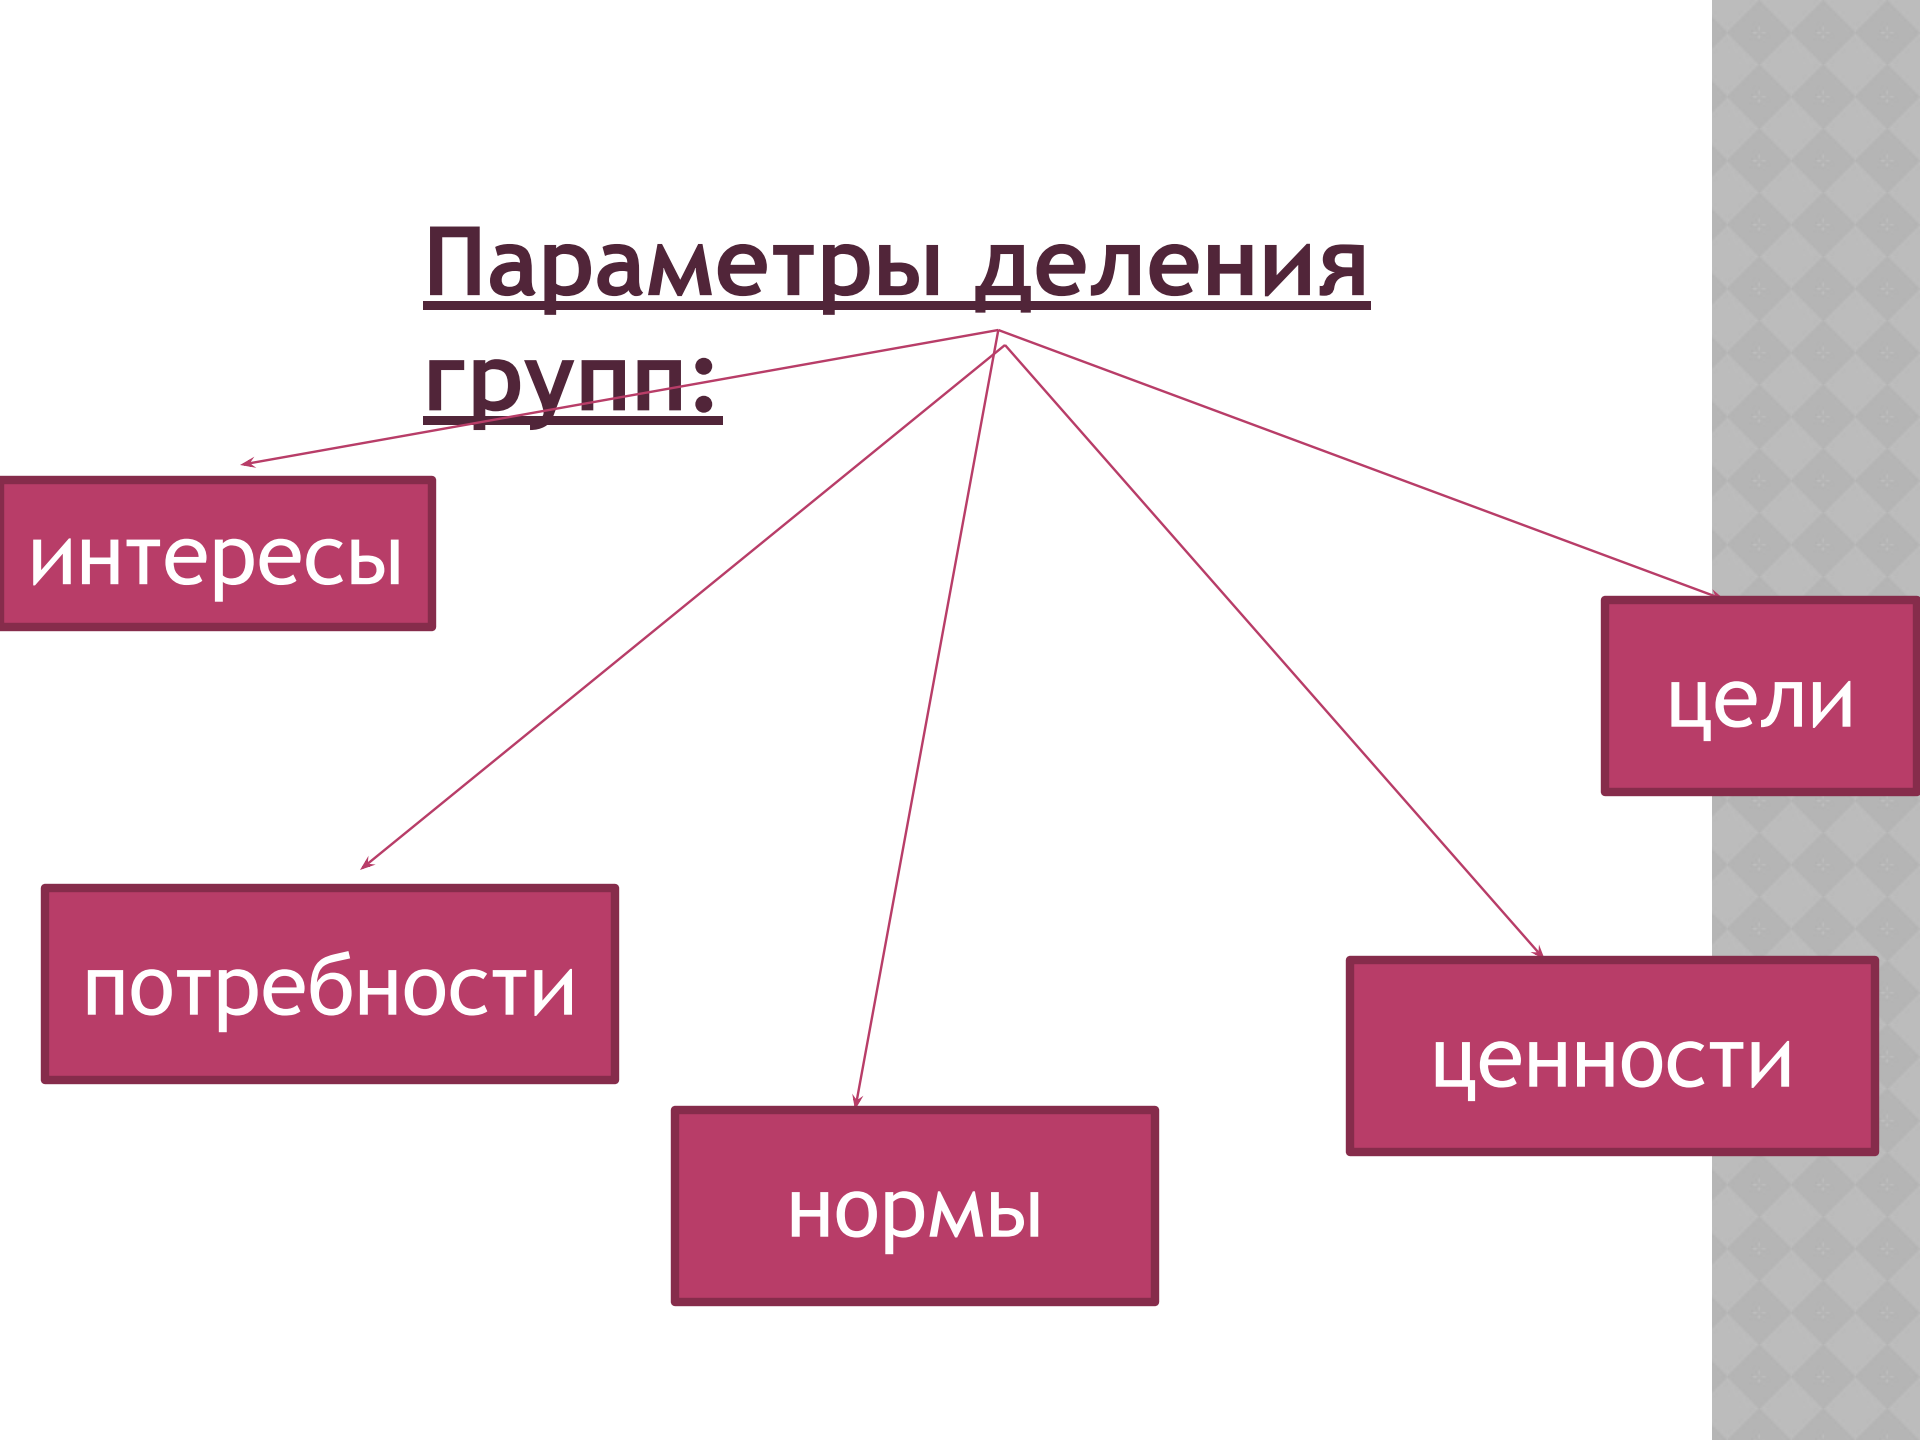 Параметры деления
групп:
интересы
цели
потребности
ценности
нормы